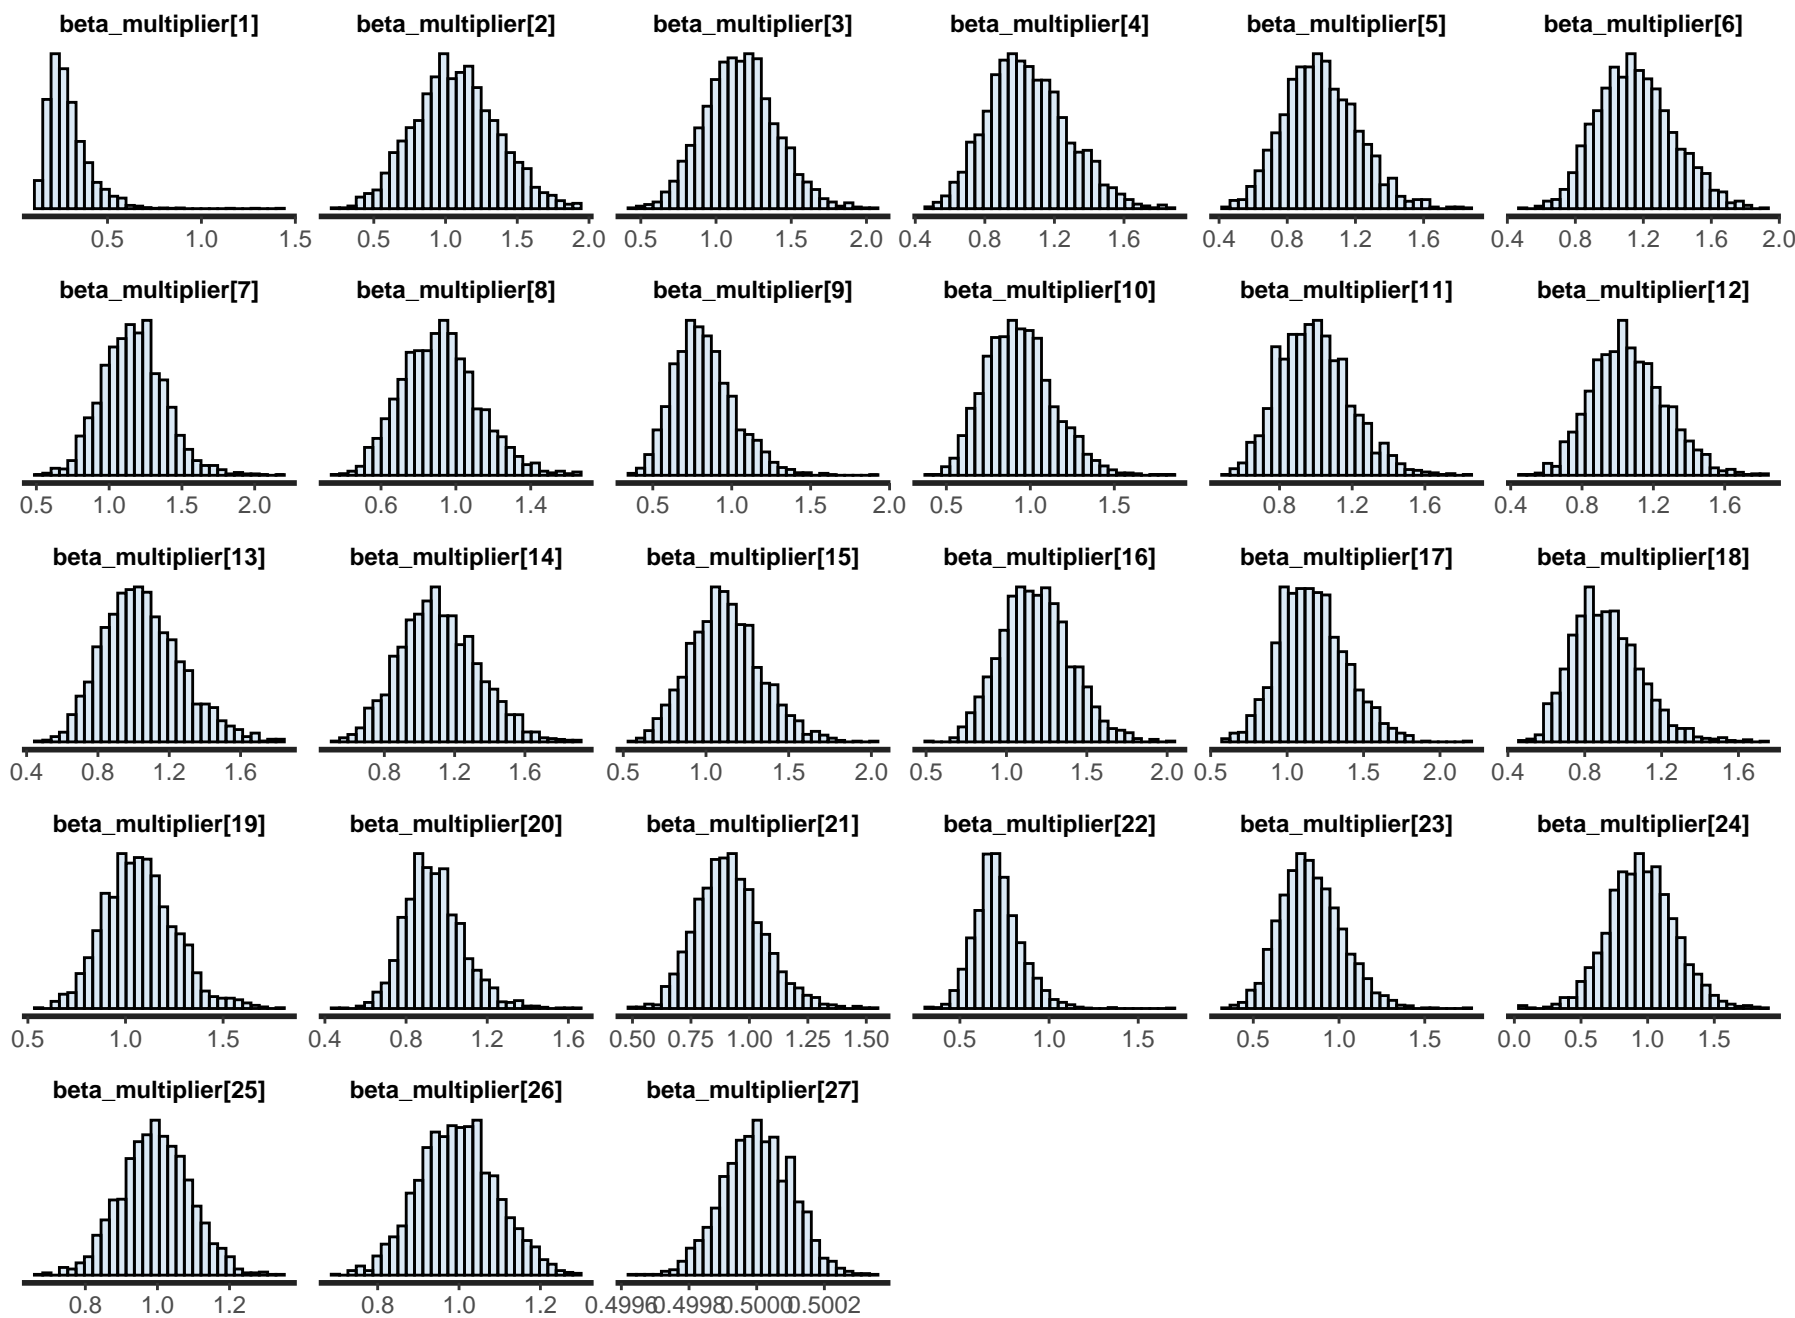 beta_multiplier[1] beta_multiplier[2] beta_multiplier[3] beta_multiplier[4] beta_multiplier[5] beta_multiplier[6]
0.5 1.0 1.5 0.5 1.0 1.5 2.0 0.5 1.0 1.5 2.0 0.4 0.8 1.2 1.6 0.4 0.8 1.2 1.6 0.4 0.8 1.2 1.6 2.0
beta_multiplier[7] beta_multiplier[8] beta_multiplier[9] beta_multiplier[10] beta_multiplier[11] beta_multiplier[12]
0.5 1.0 1.5 2.0 0.6 1.0 1.4 0.5 1.0 1.5 2.0 0.5 1.0 1.5 0.8 1.2 1.6 0.4 0.8 1.2 1.6
beta_multiplier[13] beta_multiplier[14] beta_multiplier[15] beta_multiplier[16] beta_multiplier[17] beta_multiplier[18]
0.4 0.8 1.2 1.6 0.8 1.2 1.6 0.5 1.0 1.5 2.0 0.5 1.0 1.5 2.0 0.5 1.0 1.5 2.0 0.4 0.8 1.2 1.6
beta_multiplier[19] beta_multiplier[20] beta_multiplier[21] beta_multiplier[22] beta_multiplier[23] beta_multiplier[24]
0.5 1.0 1.5 0.4 0.8 1.2 1.6 0.50 0.75 1.00 1.25 1.50 0.5 1.0 1.5 0.5 1.0 1.5 0.0 0.5 1.0 1.5
beta_multiplier[25] beta_multiplier[26] beta_multiplier[27]
0.8 1.0 1.2 0.8 1.0 1.2 0.4996 0.4998 0.5000 0.5002